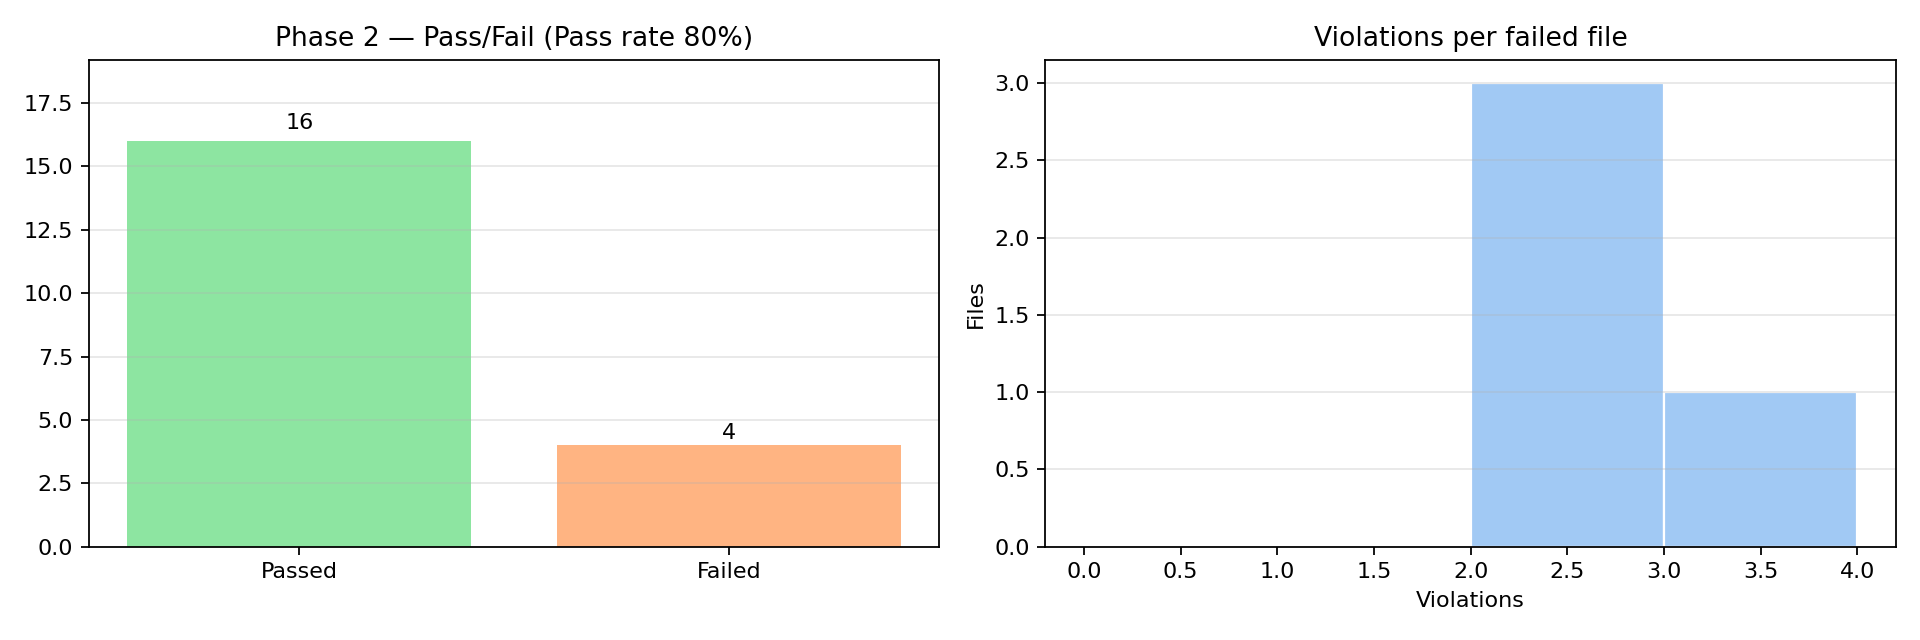 Phase 2 — Pass/Fail (Pass rate 80%)
17.5
15.0
12.5
10.0
7.5
5.0
2.5
0.0
16
4
Passed Failed
Violations per failed file
Files
3.0
2.5
2.0
1.5
1.0
0.5
0.0
0.0 0.5 1.0 1.5 2.0 2.5 3.0 3.5 4.0
Violations